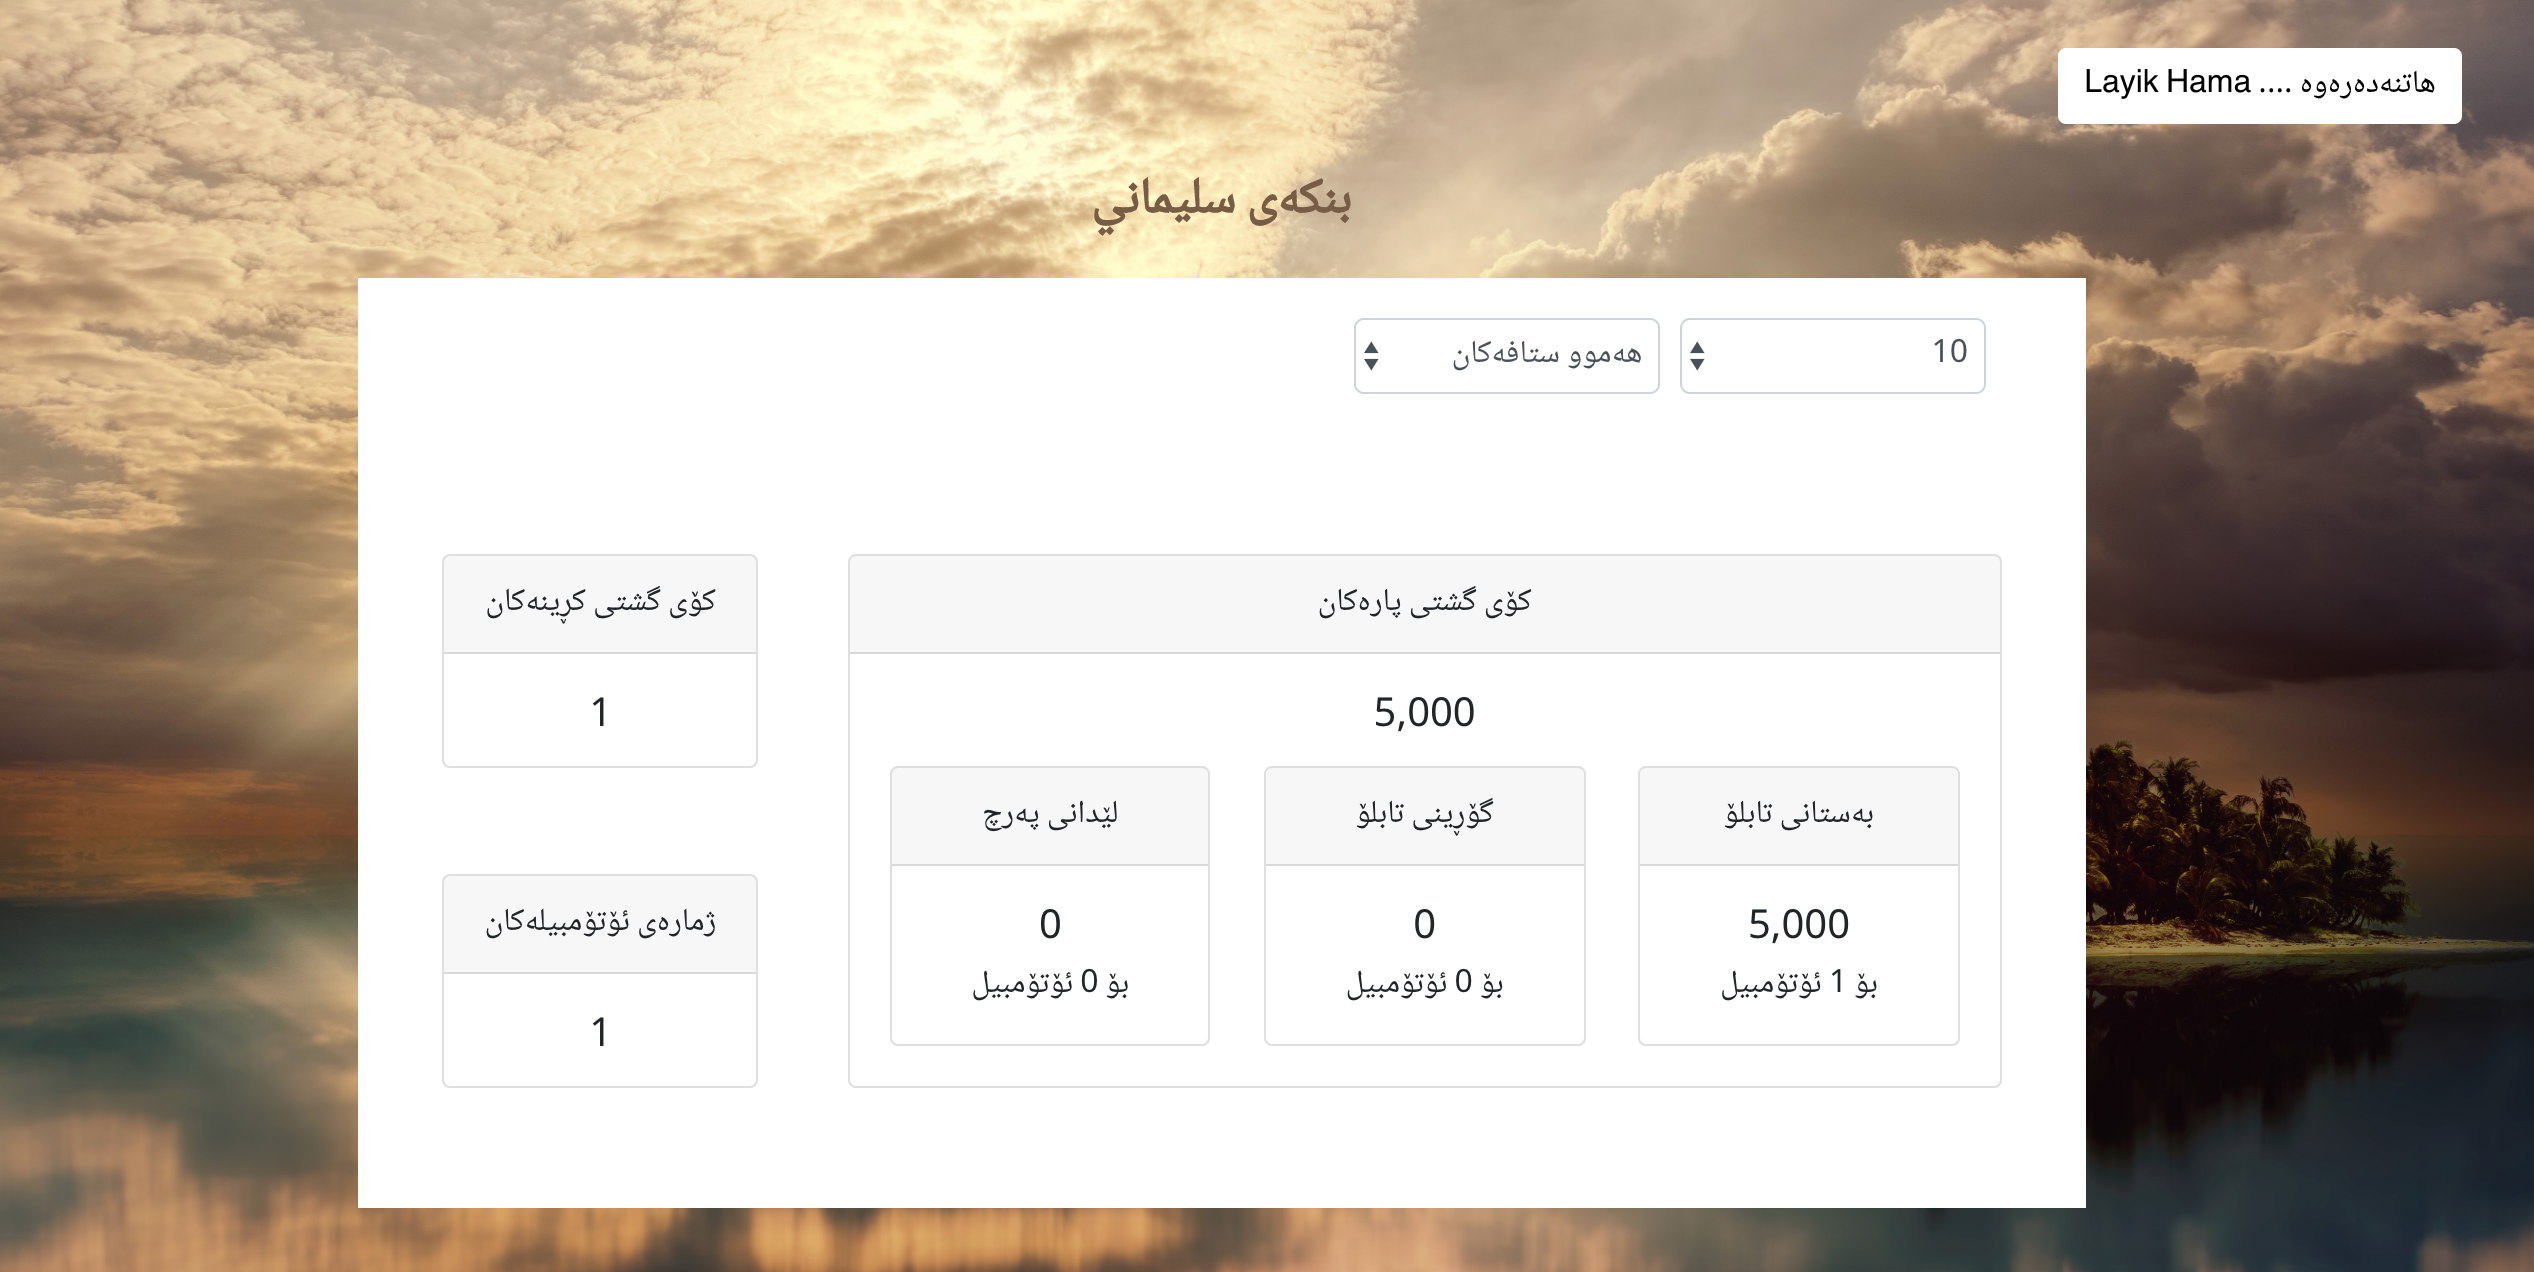 هاتنەدەرەوە .... Layik Hama
بنکەی سلیماني
10
هەموو ستافەکان
کۆی گشتی پارەکان
5,000
بەستانی تابلۆ
5,000
بۆ 1 ئۆتۆمبیل
گۆڕینی تابلۆ
0
بۆ 0 ئۆتۆمبیل
لێدانی پەرچ
0
بۆ 0 ئۆتۆمبیل
کۆی گشتی کڕینەکان
1
ژمارەی ئۆتۆمبیلەکان
1